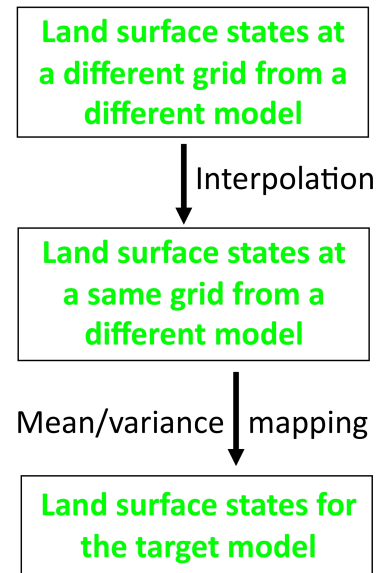 Land surface states at
a different grid from a
different model
Interpolation
Land surface states at
a same grid from a
different model
Mean/variance mapping
Land surface states for
the target model